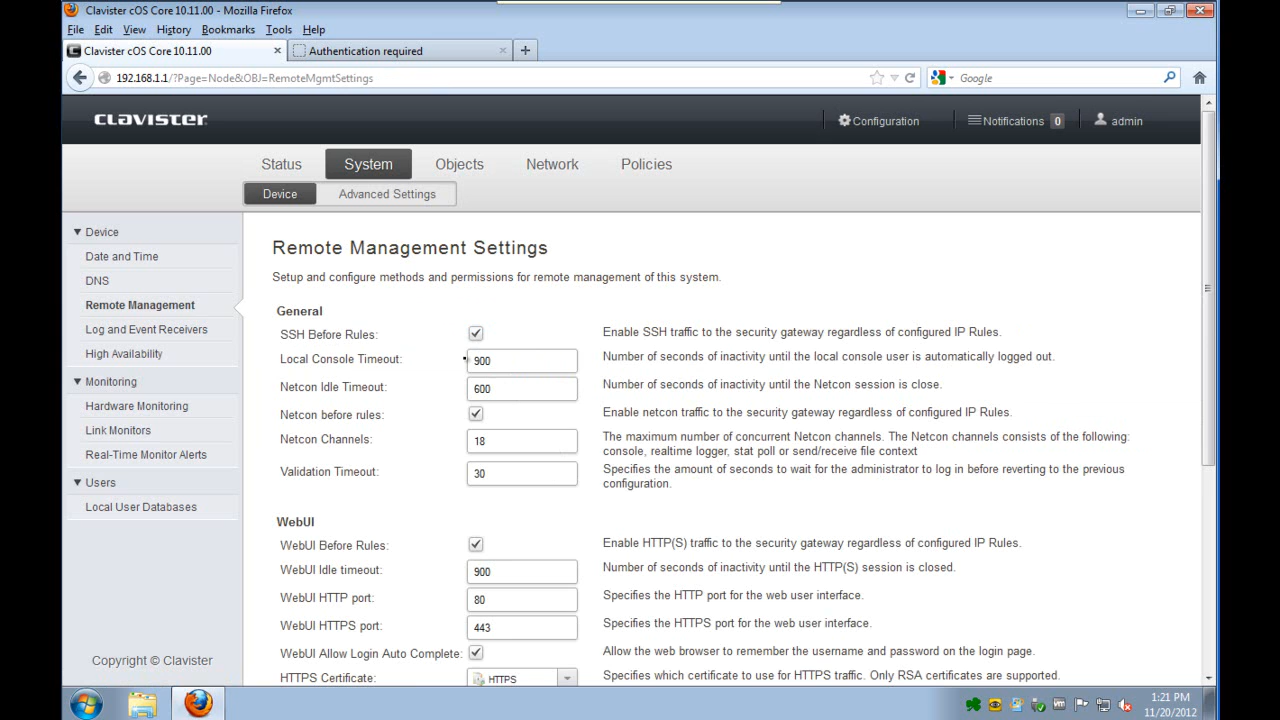 Clavister cOS Core 10.11.00 - Mozilla Firefox
File Edit View History Bookmarks Tools Help
Clavister cOS Core 10.11.00 Authentication required
192.168.1.1/?Page=Node&OBJ=RemoteMgmtSettings Google
CLAVISTER Configuration Notifications 0 admin
Status System Objects Network Policies
Device Advanced Settings
Device
Date and Time
DNS
Remote Management
Log and Event Receivers
High Availability
Monitoring
Hardware Monitoring
Link Monitors
Real-Time Monitor Alerts
Users
Local User Databases
Copyright © Clavister
Remote Management Settings
Setup and configure methods and permissions for remote management of this system.
General
SSH Before Rules: Enable SSH traffic to the security gateway regardless of configured IP Rules.
Local Console Timeout: 900 Number of seconds of inactivity until the local console user is automatically logged out.
Netcon Idle Timeout: 600 Number of seconds of inactivity until the Netcon session is close.
Netcon before rules: Enable netcon traffic to the security gateway regardless of configured IP Rules.
Netcon Channels: 18 The maximum number of concurrent Netcon channels. The Netcon channels consists of the following:
console, realtime logger, stat poll or send/receive file context
Validation Timeout: 30 Specifies the amount of seconds to wait for the administrator to log in before reverting to the previous
configuration.
WebUI
WebUI Before Rules: Enable HTTP(S) traffic to the security gateway regardless of configured IP Rules.
WebUI Idle timeout: 900 Number of seconds of inactivity until the HTTP(S) session is closed.
WebUI HTTP port: 80 Specifies the HTTP port for the web user interface.
WebUI HTTPS port: 443 Specifies the HTTPS port for the web user interface.
WebUI Allow Login Auto Complete: Allow the web browser to remember the username and password on the login page.
HTTPS Certificate: HTTPS Specifies which certificate to use for HTTPS traffic. Only RSA certificates are supported.
1:21 PM
11/20/2012